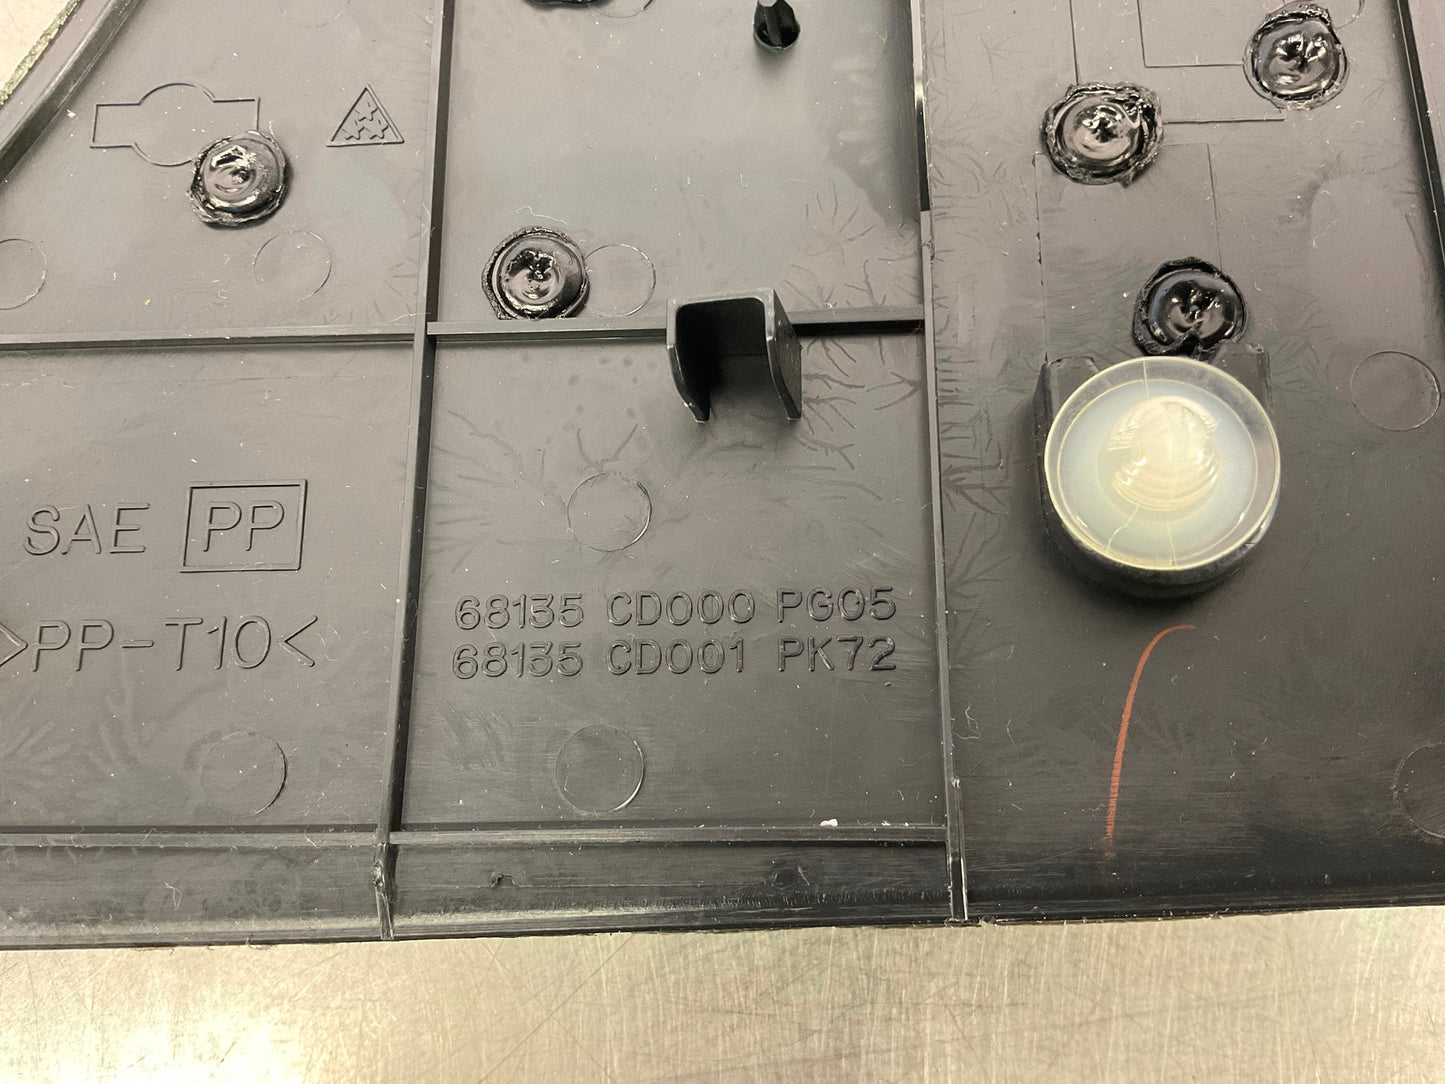 SAE PP
>PP-T10<
68135 CD000 PG05
68135 CD001 PK72